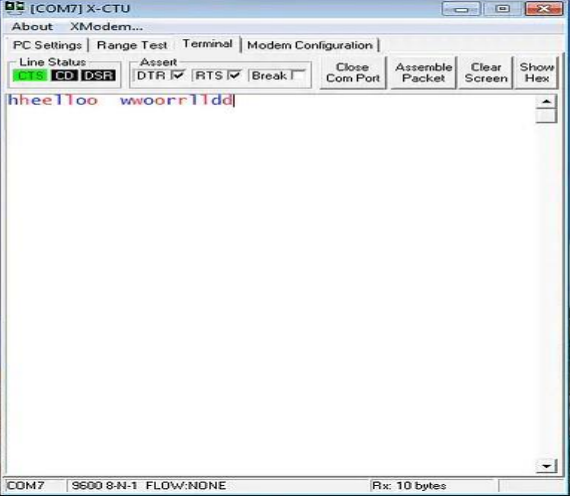 [COM7] X-CTU
About XModem...
PC Settings Range Test Terminal Modem Configuration
Line Status Assert
CTS CD DSR DTR RTS Break Close Com Port Assemble Packet Clear Screen Show Hex
hheelllloo  wwoorrlldd
COM7 9600 8-N-1 FLOW:NONE Rx: 10 bytes